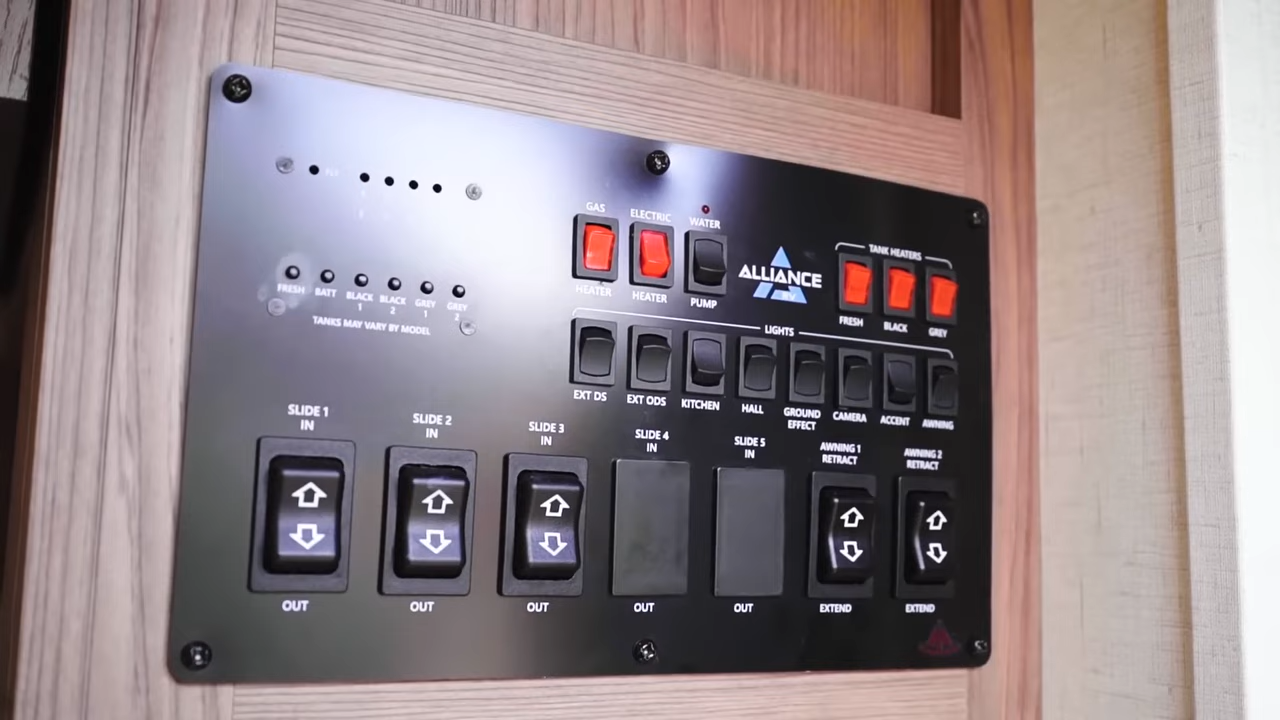 GAS
ELECTRIC
WATER
HEATER
HEATER
PUMP
ALLIANCE
RV
TANK HEATERS
FRESH
BLACK
GREY
FRESH
BATT
BLACK 1
BLACK 2
GREY 1
GREY 2
TANKS MAY VARY BY MODEL
LIGHTS
EXT DS
EXT ODS
KITCHEN
HALL
GROUND EFFECT
CAMERA
ACCENT
AWNING
SLIDE 1
IN
OUT
SLIDE 2
IN
OUT
SLIDE 3
IN
OUT
SLIDE 4
IN
OUT
SLIDE 5
IN
OUT
AWNING 1
RETRACT
EXTEND
AWNING 2
RETRACT
EXTEND